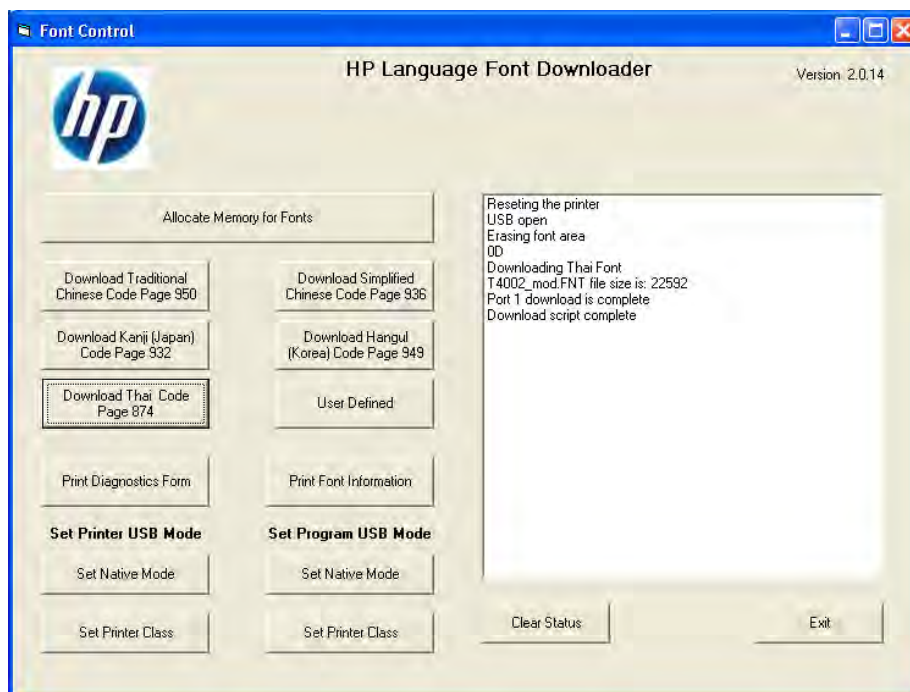 Font Control
HP Language Font Downloader
Version 2.0.14
hp
Allocate Memory for Fonts
Download Traditional
Chinese Code Page 950
Download Simplified
Chinese Code Page 936
Download Kanji (Japan)
Code Page 932
Download Hangul
(Korea) Code Page 949
Download Thai Code
Page 874
User Defined
Print Diagnostics Form
Print Font Information
Set Printer USB Mode
Set Program USB Mode
Set Native Mode
Set Native Mode
Set Printer Class
Set Printer Class
Reseting the printer
USB open
Erasing font area
0D
Downloading Thai Font
T4002_mod.FNT file size is: 22592
Port 1 download is complete
Download script complete
Clear Status
Exit